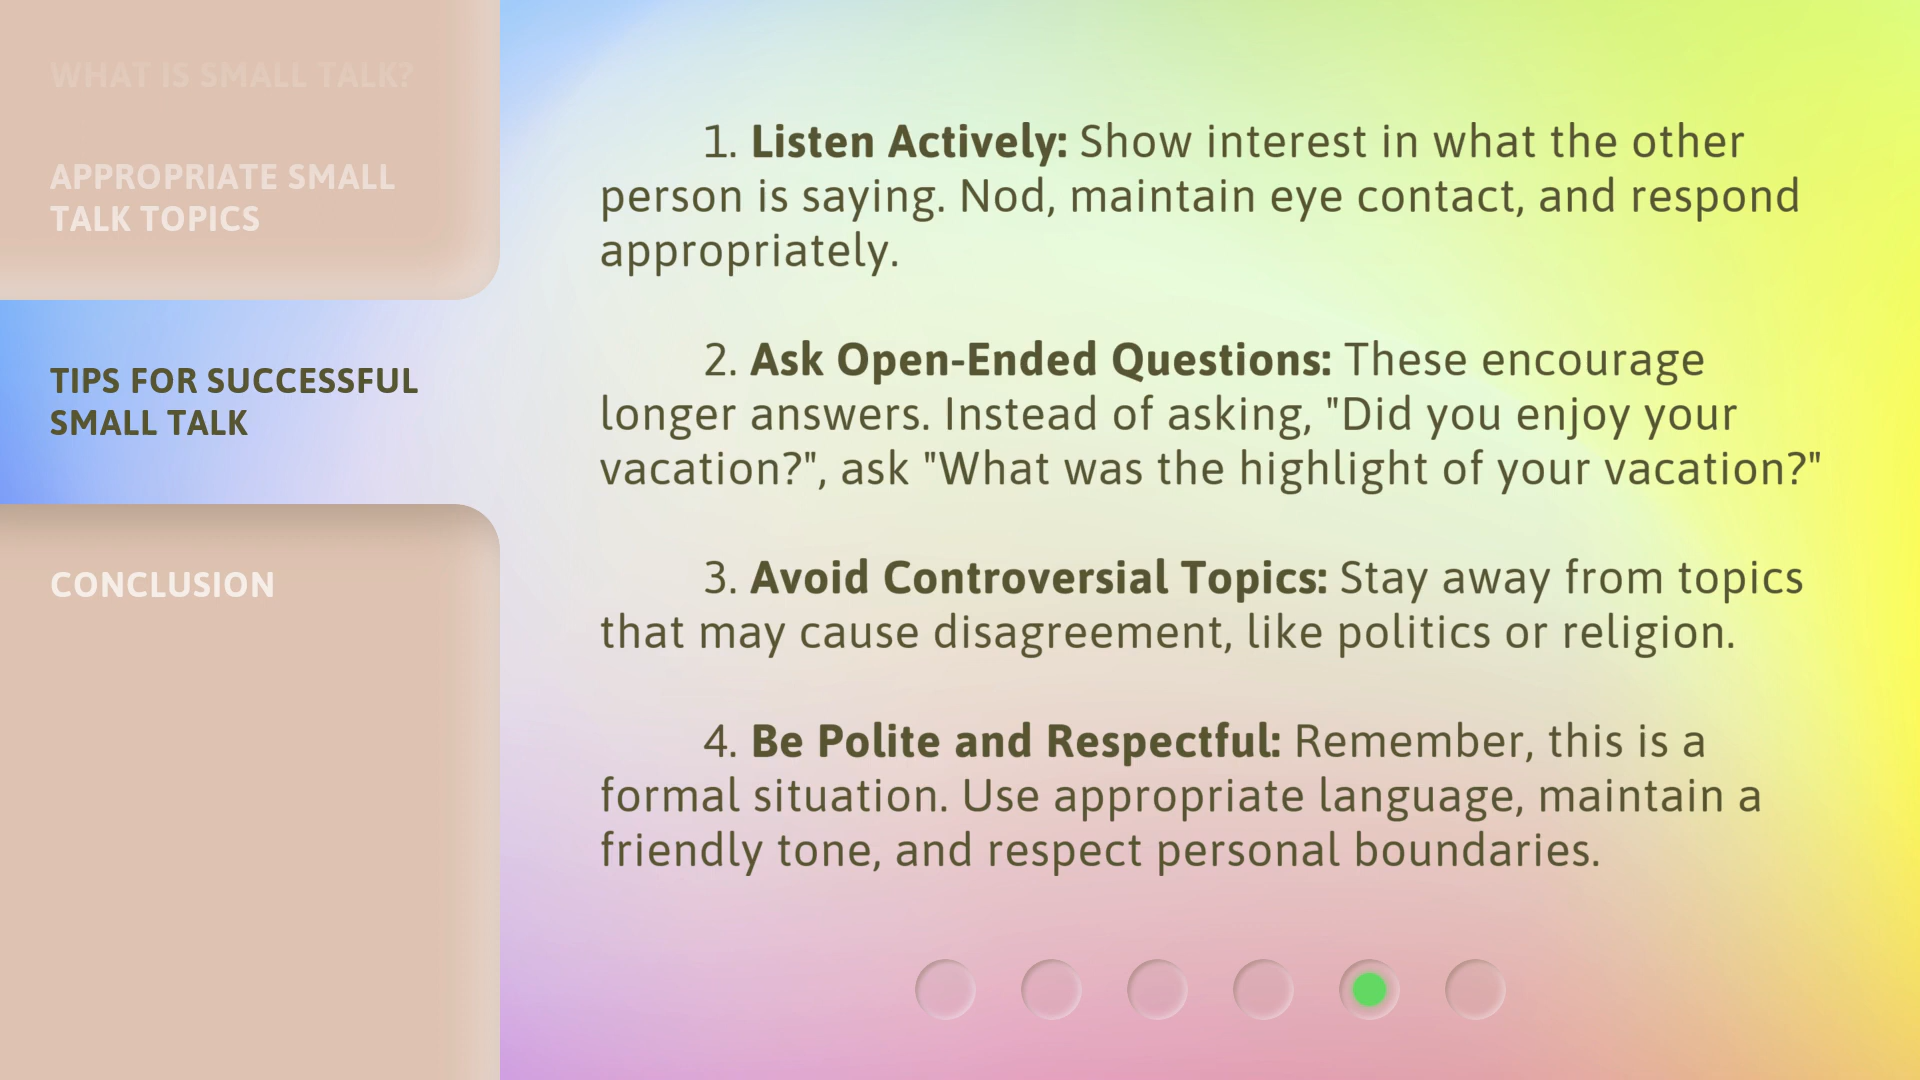 WHAT IS SMALL TALK?
APPROPRIATE SMALL
TALK TOPICS
TIPS FOR SUCCESSFUL
SMALL TALK
CONCLUSION
1. Listen Actively: Show interest in what the other
person is saying. Nod, maintain eye contact, and respond
appropriately.
2. Ask Open-Ended Questions: These encourage
longer answers. Instead of asking, "Did you enjoy your
vacation?", ask "What was the highlight of your vacation?"
3. Avoid Controversial Topics: Stay away from topics
that may cause disagreement, like politics or religion.
4. Be Polite and Respectful: Remember, this is a
formal situation. Use appropriate language, maintain a
friendly tone, and respect personal boundaries.